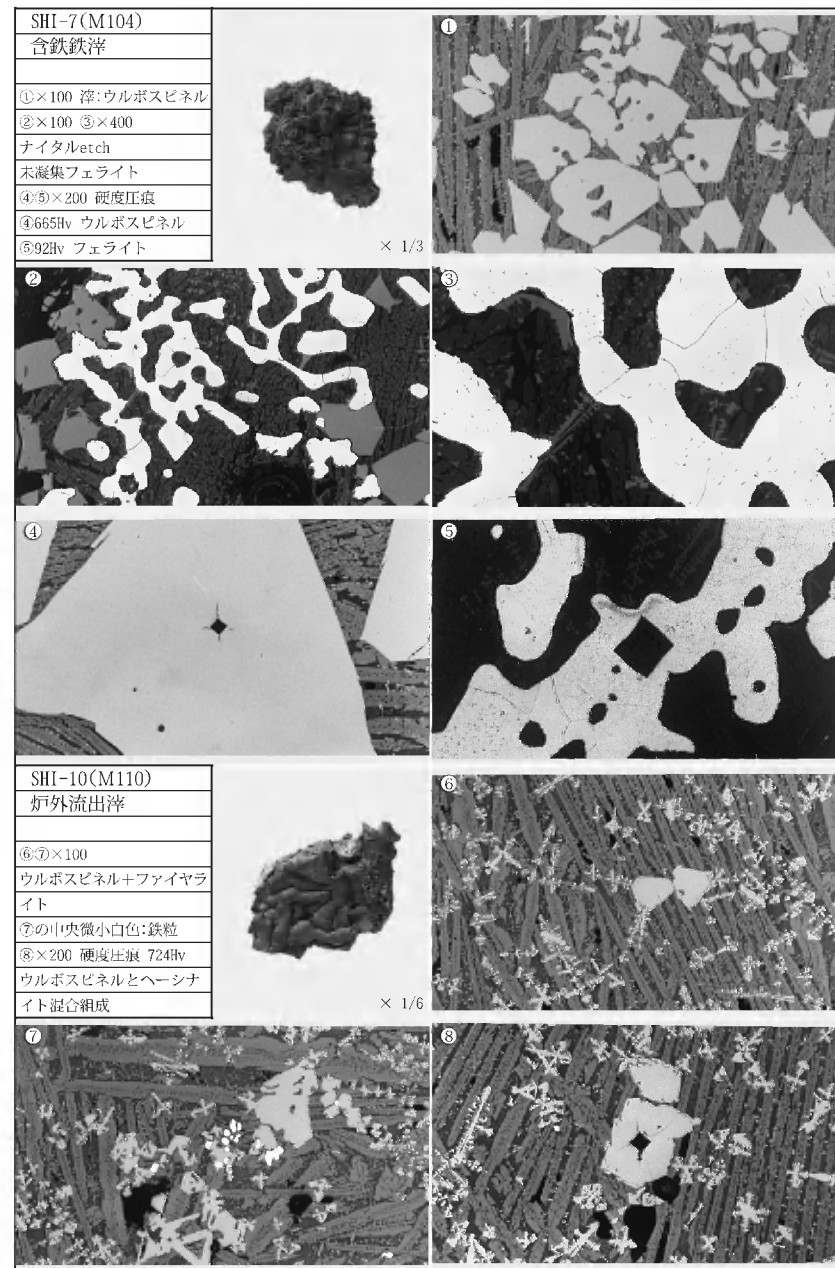 SHI-7(M104)
含鉄鉄滓
①×100 滓:ウルボスピネル
②×100 ③×400
ナイタルetch
未凝集フェライト
④⑤×200 硬度圧痕
④665Hv ウルボスピネル
⑤92Hv フェライト
× 1/3
①
②
③
④
⑤
SHI-10(M110)
炉外流出滓
⑥⑦×100
ウルボスピネル+ファイヤラ
イト
⑦の中央微小白色:鉄粒
⑧×200 硬度圧痕 724Hv
ウルボスピネルとヘーシナ
イト混合組成
× 1/6
⑥
⑦
⑧